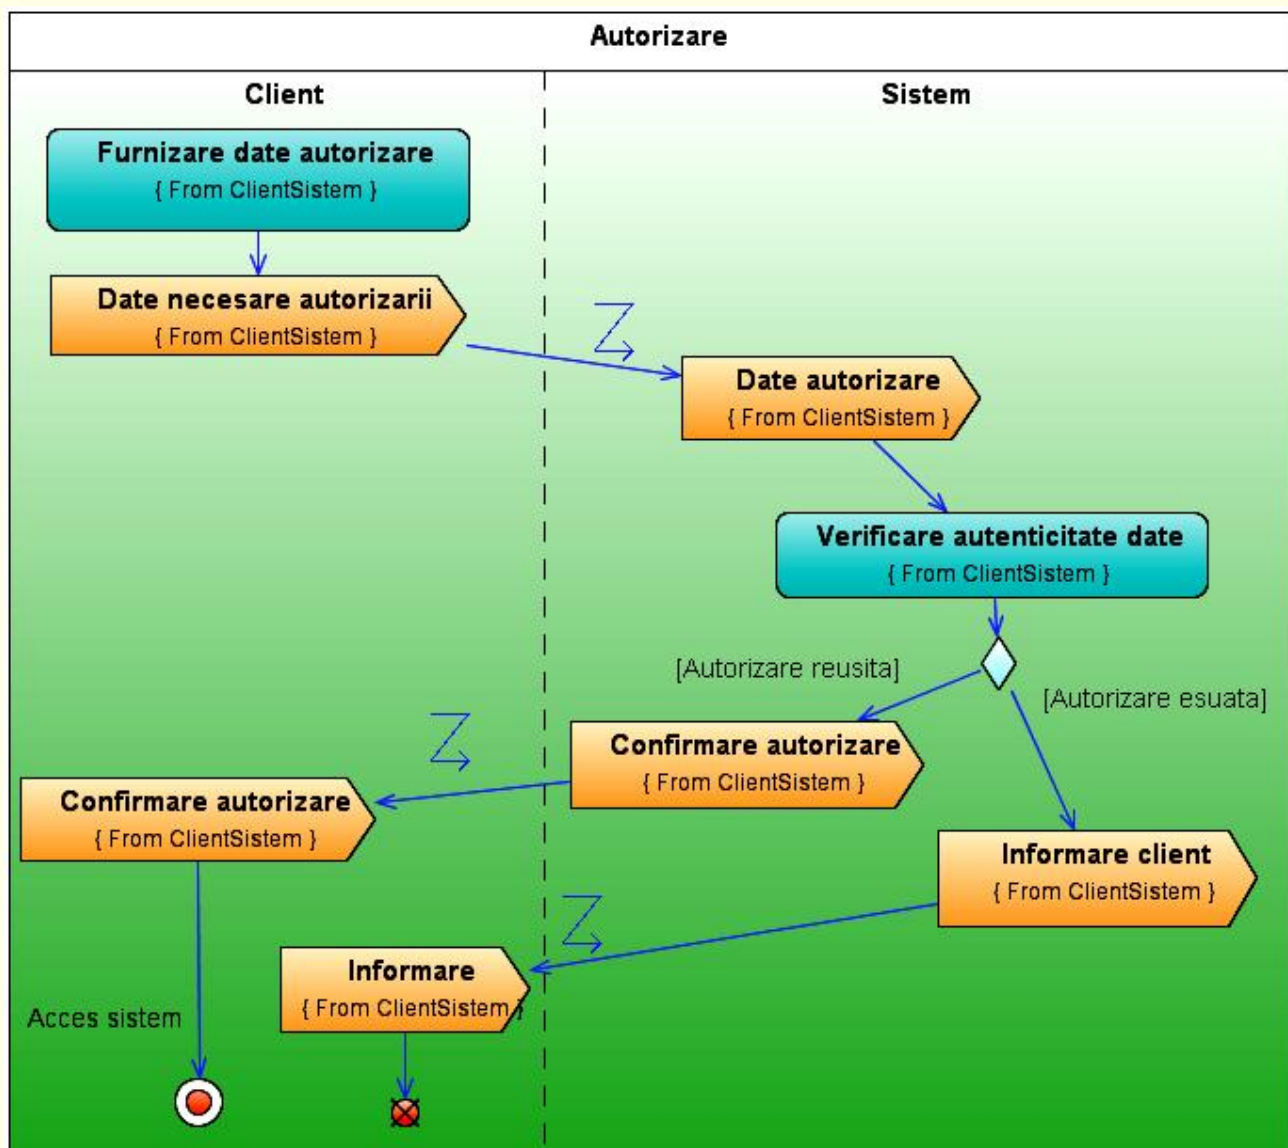 Autorizare
Client
Sistem
Furnizare date autorizare
{ From ClientSistem }
Date necesare autorizarii
{ From ClientSistem }
Date autorizare
{ From ClientSistem }
Verificare autenticitate date
{ From ClientSistem }
[Autorizare reusita]
[Autorizare esuata]
Confirmare autorizare
{ From ClientSistem }
Confirmare autorizare
{ From ClientSistem }
Informare client
{ From ClientSistem }
Informare
{ From ClientSistem }
Acces sistem